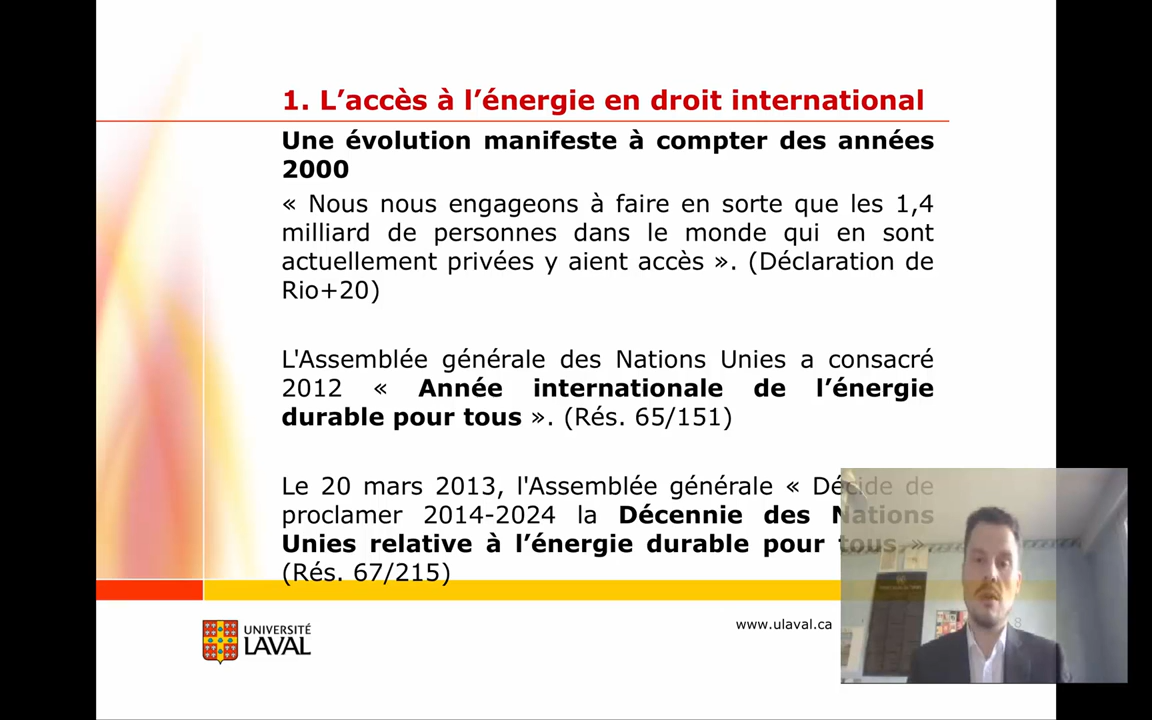 1. L’accès à l’énergie en droit international
Une évolution manifeste à compter des années
2000
« Nous nous engageons à faire en sorte que les 1,4
milliard de personnes dans le monde qui en sont
actuellement privées y aient accès ». (Déclaration de
Rio+20)
L'Assemblée générale des Nations Unies a consacré
2012 « Année internationale de l’énergie
durable pour tous ». (Rés. 65/151)
Le 20 mars 2013, l'Assemblée générale « Décide de
proclamer 2014-2024 la Décennie des Nations
Unies relative à l’énergie durable pour tous ».
(Rés. 67/215)
UNIVERSITÉ
LAVAL
www.ulaval.ca
8